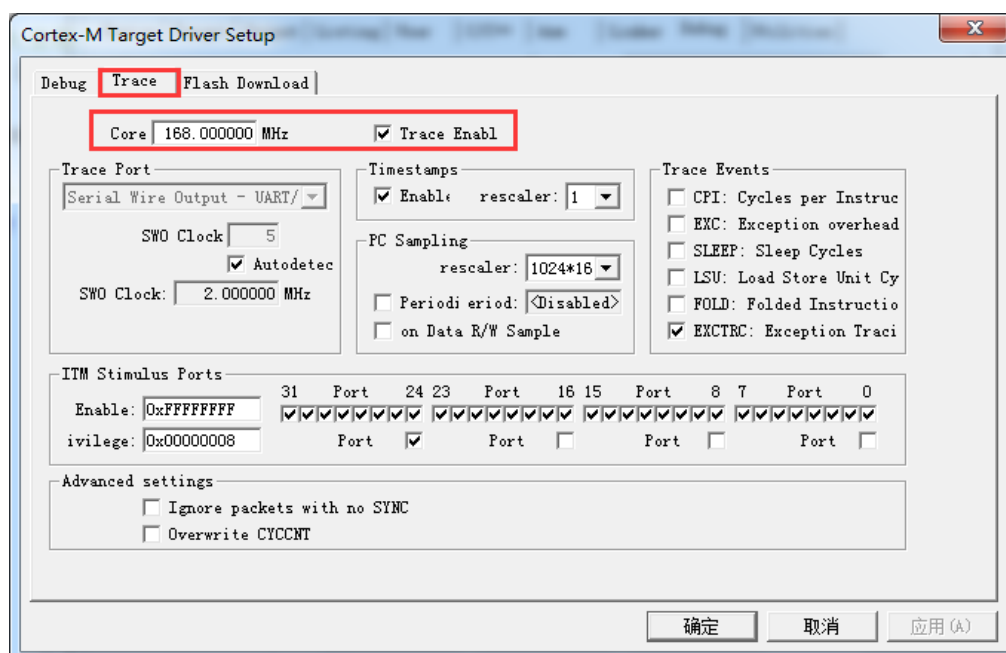 Cortex-M Target Driver Setup
Debug Trace Flash Download
Core 168.000000 MHz Trace Enabl
Trace Port
Serial Wire Output - UART/
SWO Clock 5
Autodetec
SWO Clock: 2.000000 MHz
Timestamps
Enable rescaler: 1
PC Sampling
rescaler: 1024*16
Periodi eriod: <Disabled>
on Data R/W Sample
Trace Events
CPI: Cycles per Instruc
EXC: Exception overhead
SLEEP: Sleep Cycles
LSU: Load Store Unit Cy
FOLD: Folded Instructio
EXCTRC: Exception Traci
ITM Stimulus Ports
31 Port 24 23 Port 16 15 Port 8 7 Port 0
Enable: 0xFFFFFFFF
ivilege: 0x00000008 Port Port Port Port
Advanced settings
Ignore packets with no SYNC
Overwrite CYCCNT
确定 取消 应用(A)